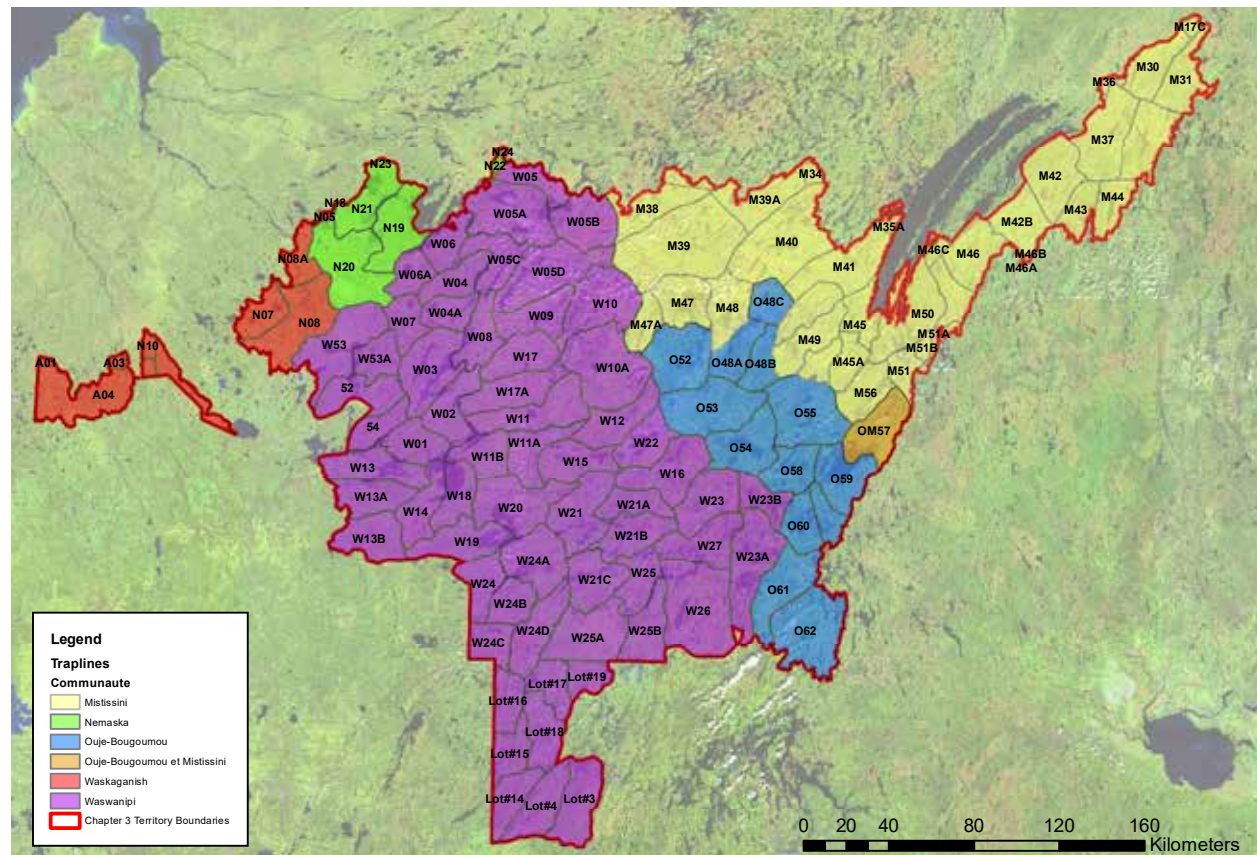 M17C
M30
M36
M31
M37
N24
N22
N23
W05
M34
M42
M44
M39A
M38
N18
N21
N05
W05A
W05B
M43
M42B
N19
M35A
M40
M39
W06
M46C
M46
M46B
M46A
N08A
N20
W05C
W05D
M41
W06A
W04
W10
M47
M48
O48C
N07
N08
W07
W04A
W09
M50
M47A
M45
W08
M49
M51A
M51B
W53
N10
W53A
W17
O52
O48A
O48B
M45A
M51
A01
A03
W03
W10A
52
A04
W17A
M56
O53
O55
W02
W11
W12
OM57
54
W01
W11A
W22
O54
W11B
W15
W13
W16
O58
O59
W13A
W18
W23
W23B
W20
W21
W21A
W14
O60
W13B
W19
W21B
W27
W23A
W24A
W24
W21C
W25
O61
W24B
W26
W24D
W25B
O62
W24C
W25A
Lot#19
Lot#17
Lot#16
Lot#18
Lot#15
Lot#14
Lot#4
Lot#3
Legend
Traplines
Communaute
Mistissini
Nemaska
Ouje-Bougoumou
Ouje-Bougoumou et Mistissini
Waskaganish
Waswanipi
Chapter 3 Territory Boundaries
0 20 40 80 120 160
Kilometers